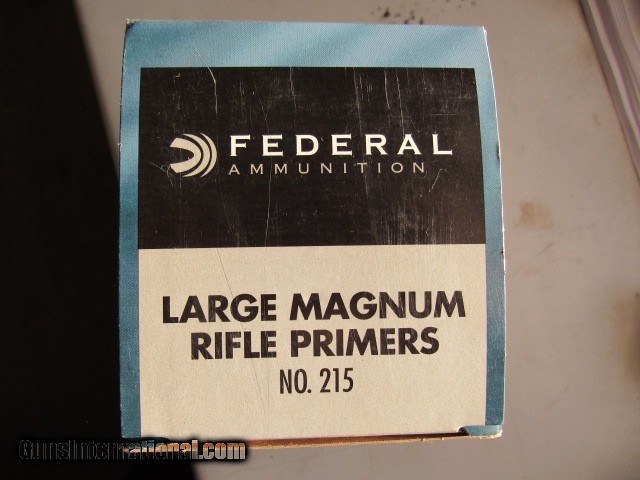 FEDERAL
AMMUNITION
LARGE MAGNUM
RIFLE PRIMERS
NO. 215
GunsInternational.com